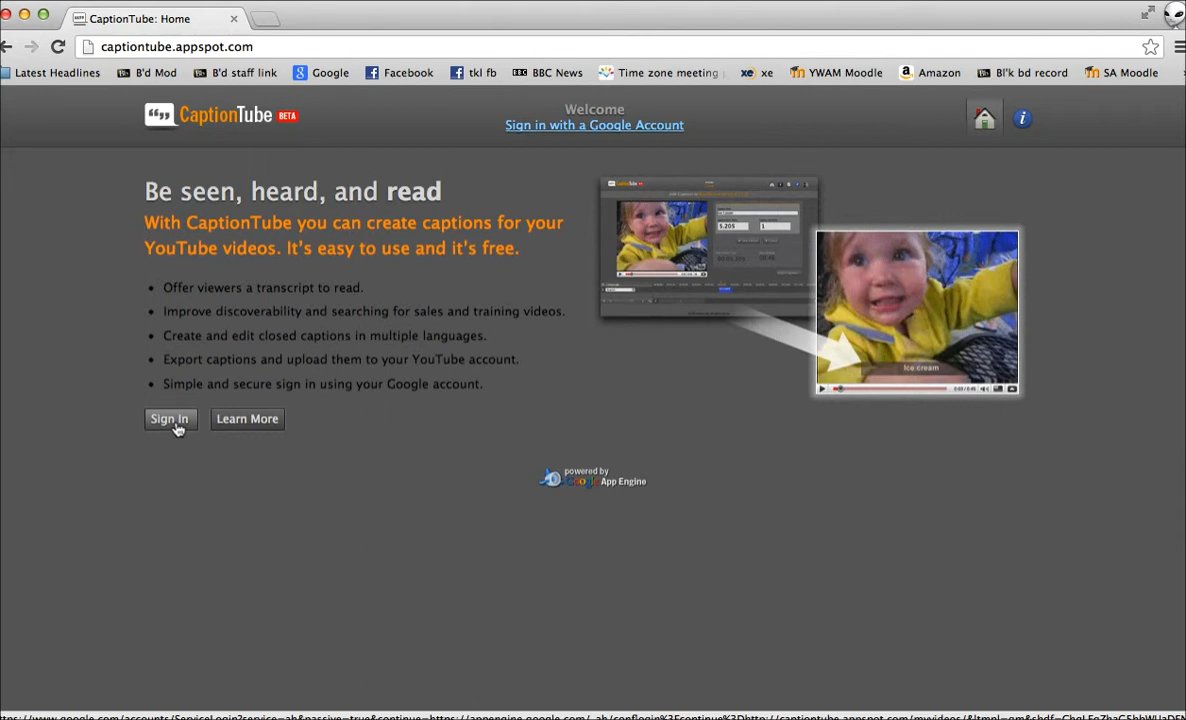 CaptionTube: Home
captiontube.appspot.com
Latest Headlines B'd Mod B'd staff link Google Facebook tkl fb BBC News Time zone meeting xe xe YWAM Moodle Amazon Bl'k bd record SA Moodle
CaptionTube BETA
Welcome
Sign in with a Google Account
Be seen, heard, and read
With CaptionTube you can create captions for your
YouTube videos. It's easy to use and it's free.
• Offer viewers a transcript to read.
• Improve discoverability and searching for sales and training videos.
• Create and edit closed captions in multiple languages.
• Export captions and upload them to your YouTube account.
• Simple and secure sign in using your Google account.
Sign In Learn More
5.205 1
Ice cream
powered by
Google App Engine